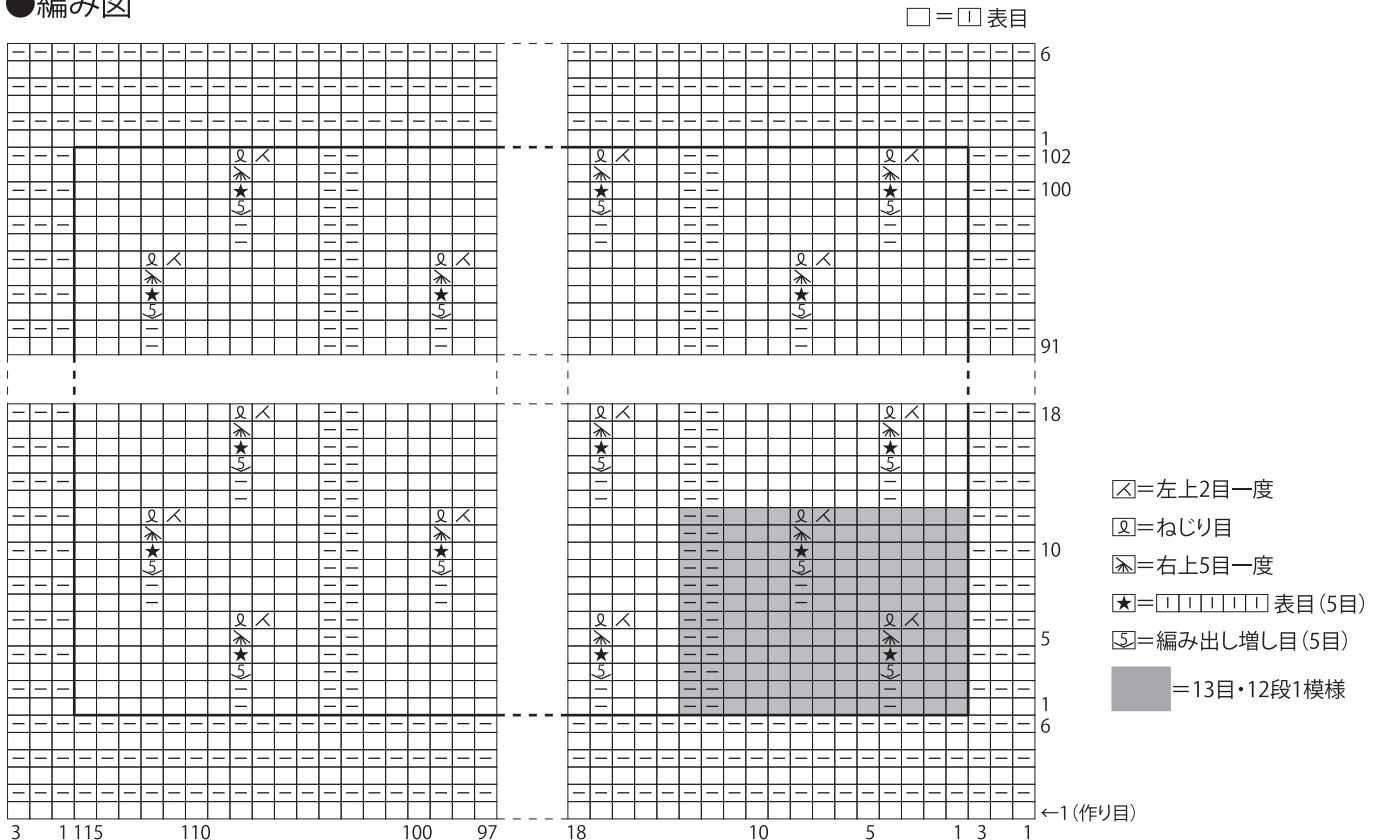 ●編み図
□=｜ 表目
6
1
102
100
91
18
10
5
1
6
←1(作り目)
3 1 115 110 100 97 18 10 5 1 3 1
=左上2目一度
=ねじり目
=右上5目一度
★=｜｜｜｜｜ 表目(5目)
5=編み出し増し目(5目)
=13目・12段1模様